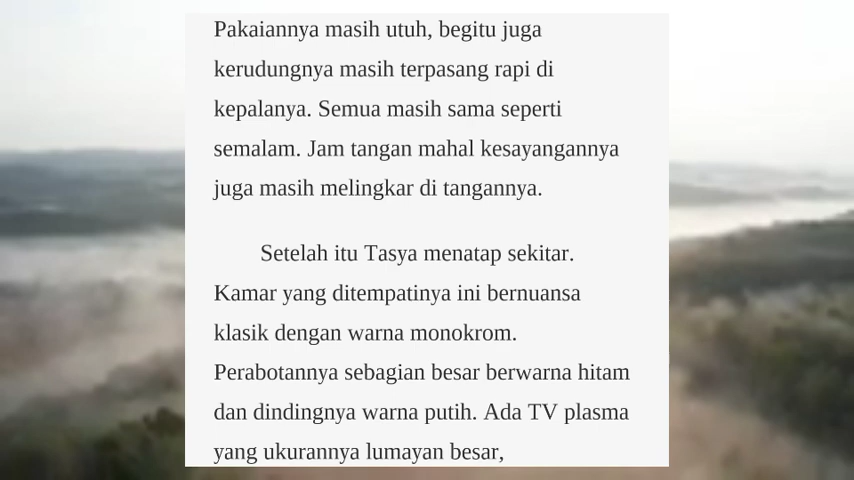 Pakaiannya masih utuh, begitu juga
kerudungnya masih terpasang rapi di
kepalanya. Semua masih sama seperti
semalam. Jam tangan mahal kesayangannya
juga masih melingkar di tangannya.
Setelah itu Tasya menatap sekitar.
Kamar yang ditempatinya ini bernuansa
klasik dengan warna monokrom.
Perabotannya sebagian besar berwarna hitam
dan dindingnya warna putih. Ada TV plasma
yang ukurannya lumayan besar,